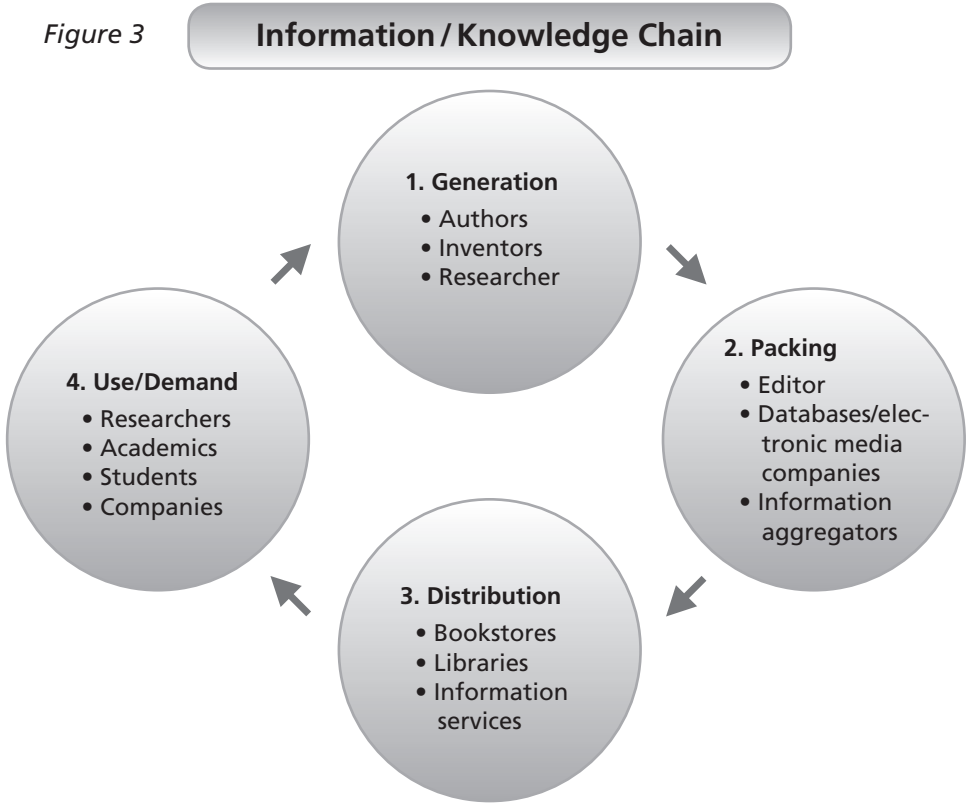 Figure 3
Information / Knowledge Chain
1. Generation
• Authors
• Inventors
• Researcher
2. Packing
• Editor
• Databases/elec-
tronic media
companies
• Information
aggregators
3. Distribution
• Bookstores
• Libraries
• Information
services
4. Use/Demand
• Researchers
• Academics
• Students
• Companies